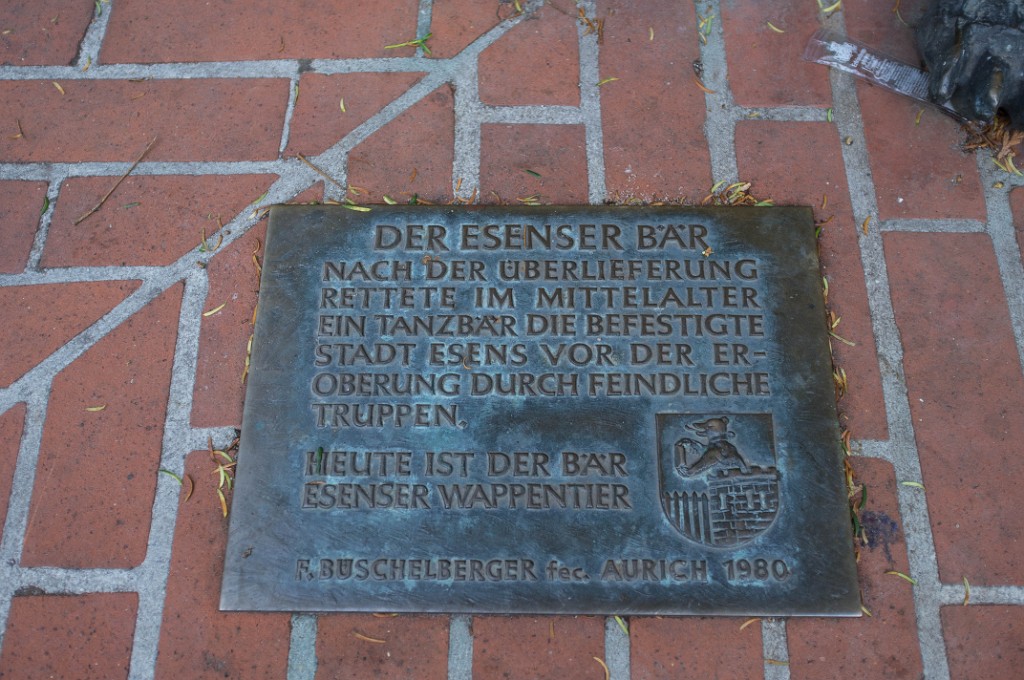 DER ESENSER BÄR
NACH DER ÜBERLIEFERUNG
RETTETE IM MITTELALTER
EIN TANZBÄR DIE BEFESTIGTE
STADT ESENS VOR DER ER-
OBERUNG DURCH FEINDLICHE
TRUPPEN.
HEUTE IST DER BÄR
ESENSER WAPPENTIER
F. BÜSCHELBERGER fec. AURICH 1980